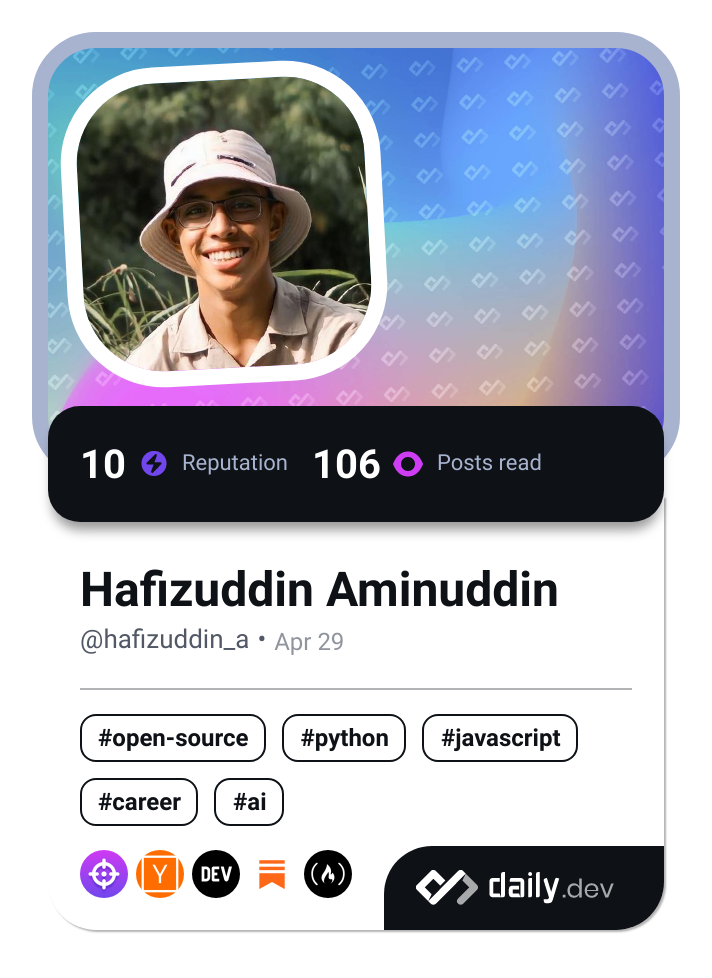 10 Reputation 106 Posts read
Hafizuddin Aminuddin
@hafizuddin_a • Apr 29
#open-source #python #javascript
#career #ai
Y DEV
daily.dev